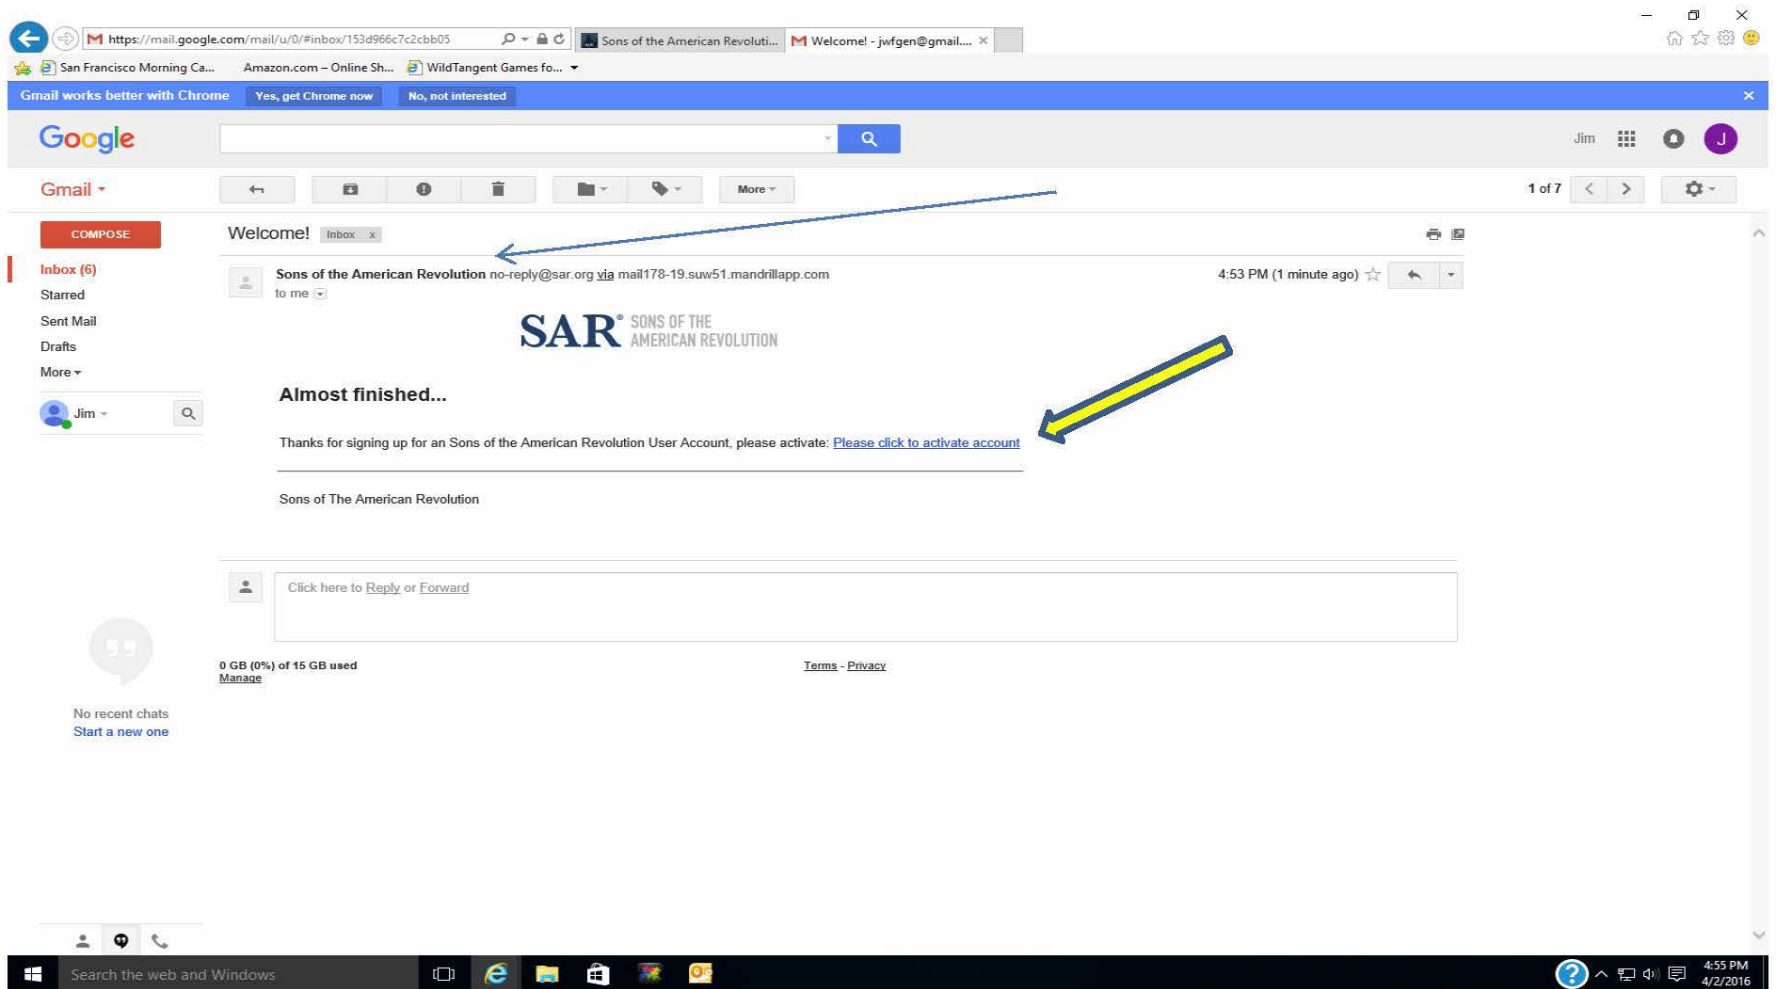 https://mail.google.com/mail/u/0/#inbox/153d966c7c2cbb05
Sons of the American Revoluti...
Welcome! - jwfgen@gmail....
San Francisco Morning Ca...
Amazon.com – Online Sh...
WildTangent Games fo...
Gmail works better with Chrome
Yes, get Chrome now
No, not interested
Google
Jim
J
Gmail
More
1 of 7
COMPOSE
Welcome!
Inbox x
Inbox (6)
Starred
Sent Mail
Drafts
More
Jim
Sons of the American Revolution no-reply@sar.org via mail178-19.suw51.mandrillapp.com
4:53 PM (1 minute ago)
to me
SAR® SONS OF THE
AMERICAN REVOLUTION
Almost finished...
Thanks for signing up for an Sons of the American Revolution User Account, please activate: Please click to activate account
Sons of The American Revolution
Click here to Reply or Forward
0 GB (0%) of 15 GB used
Manage
Terms - Privacy
No recent chats
Start a new one
Search the web and Windows
4:55 PM
4/2/2016